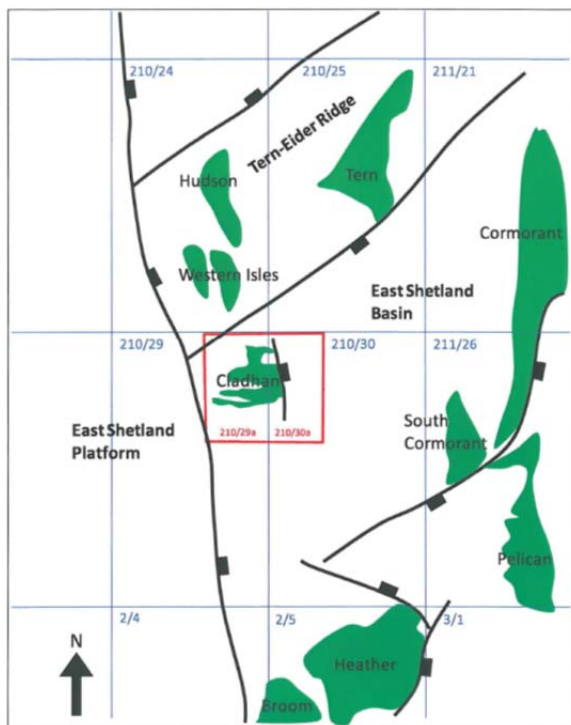 210/24
210/25
211/21
Tern-Eider Ridge
Hudson
Tern
Cormorant
Western Isles
East Shetland
Basin
210/29
210/30
211/26
Cladhan
East Shetland
Platform
210/29a
210/30a
South
Cormorant
Pelican
2/4
2/5
3/1
N
Heather
Broom